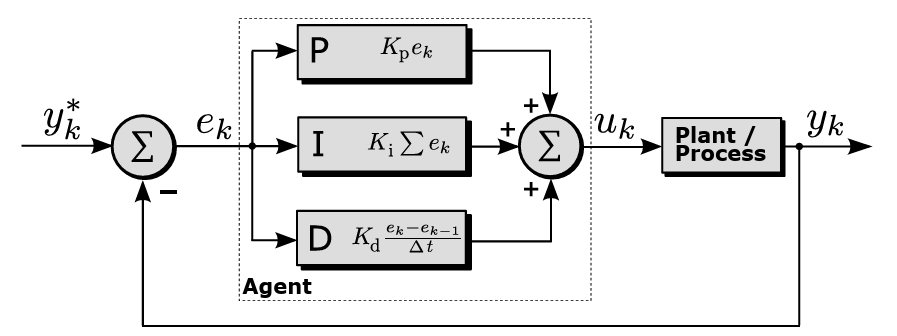 y*k
Σ
−
ek
P Kp ek
I Ki ∑ ek
D Kd (ek − ek−1) / Δt
+
+
+
Σ
uk
Plant /
Process
yk
Agent